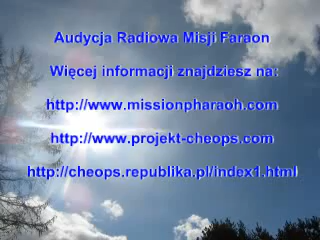 Audycja Radiowa Misji Faraon
Więcej informacji znajdziesz na:
http://www.missionpharaoh.com
http://www.projekt-cheops.com
http://cheops.republika.pl/index1.html